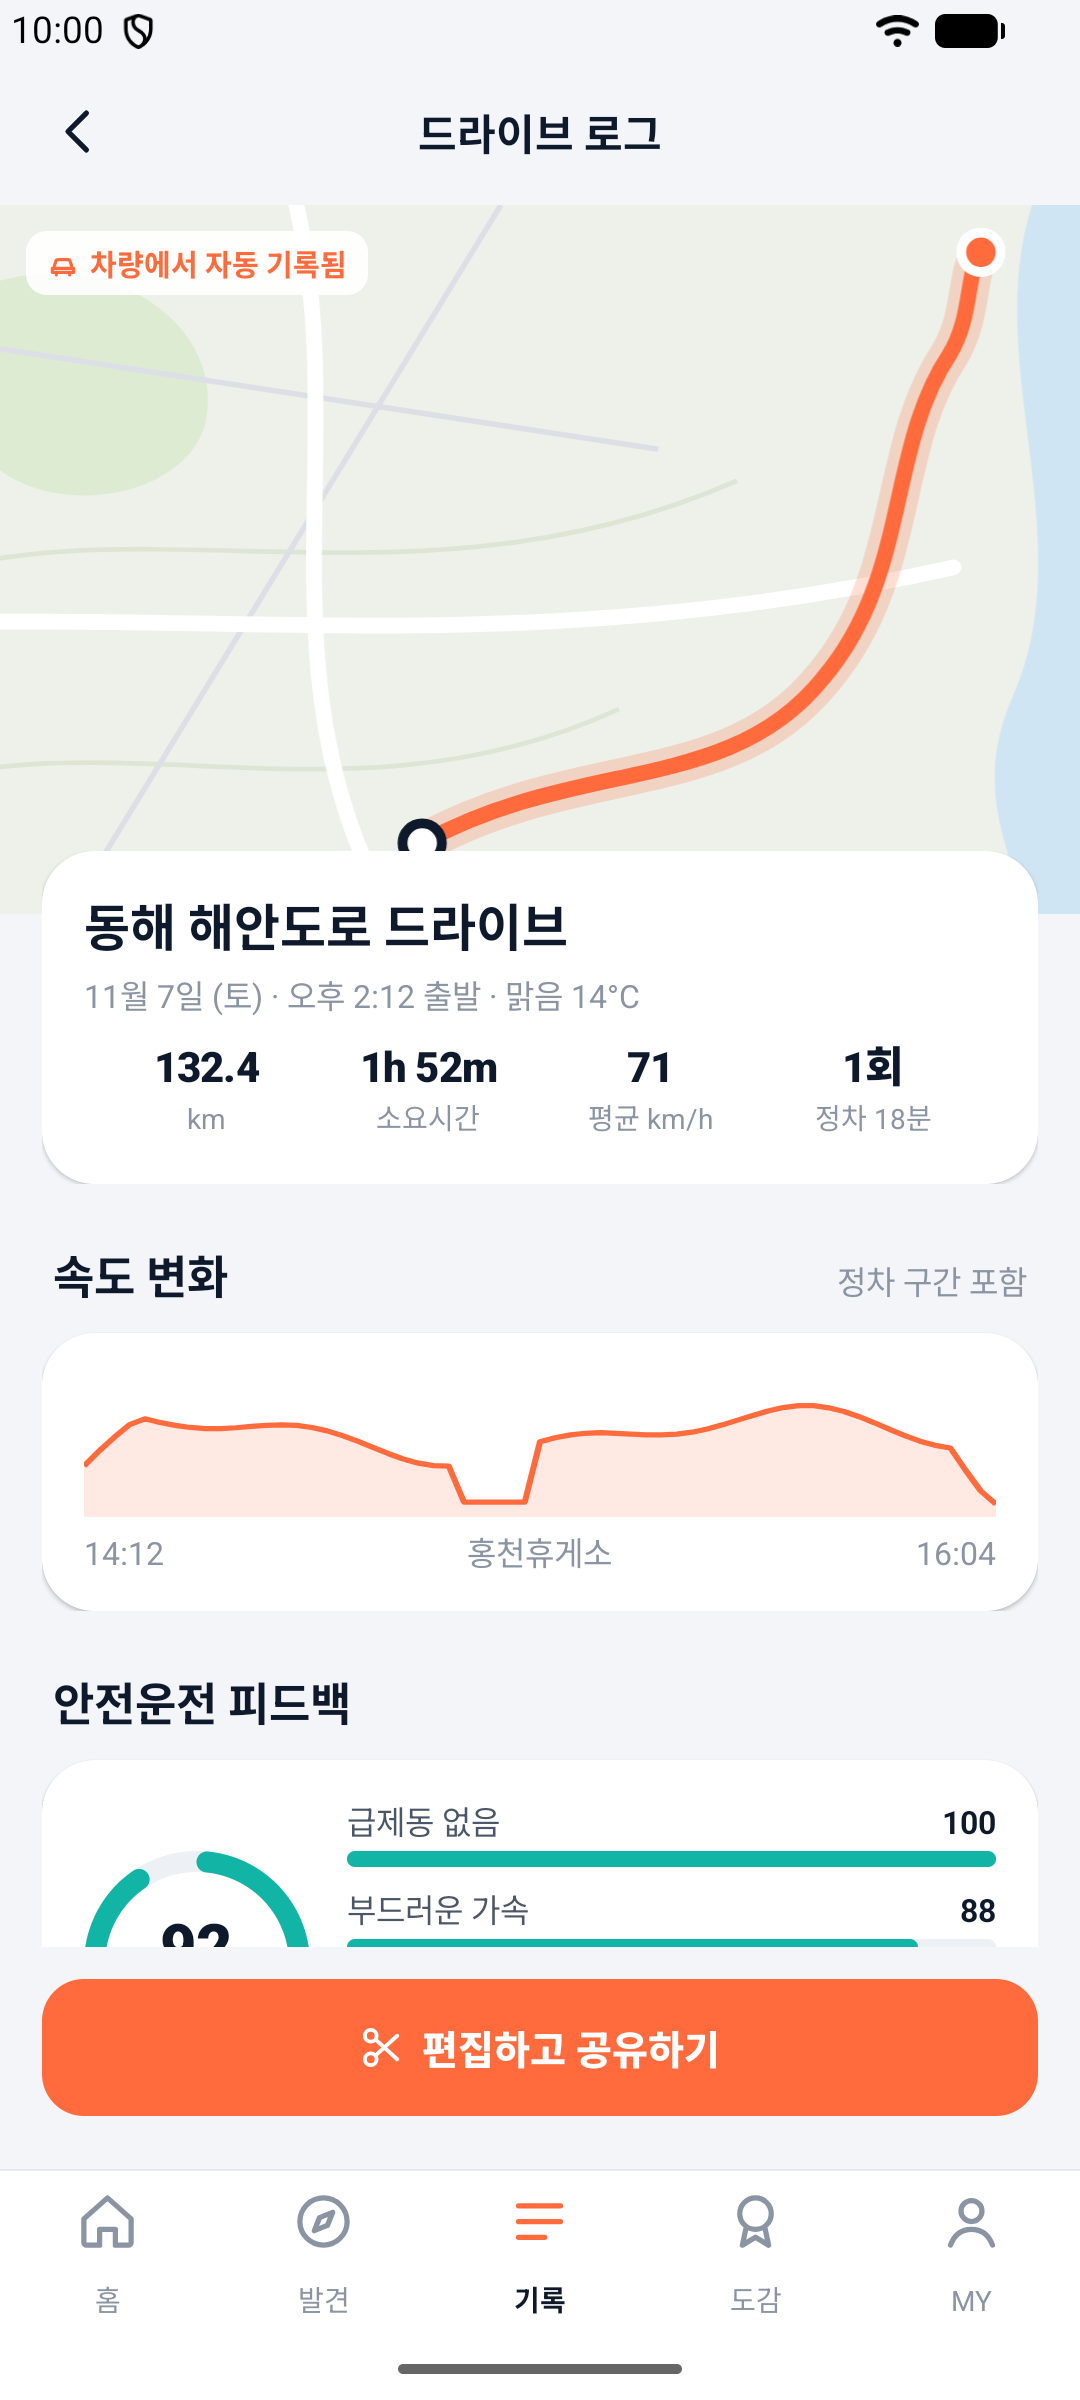 10:00
드라이브 로그
차량에서 자동 기록됨
동해 해안도로 드라이브
11월 7일 (토) · 오후 2:12 출발 · 맑음 14°C
132.4 1h 52m 71 1회
km 소요시간 평균 km/h 정차 18분
속도 변화 정차 구간 포함
14:12 홍천휴게소 16:04
안전운전 피드백
급제동 없음 100
부드러운 가속 88
92
편집하고 공유하기
홈 발견 기록 도감 MY